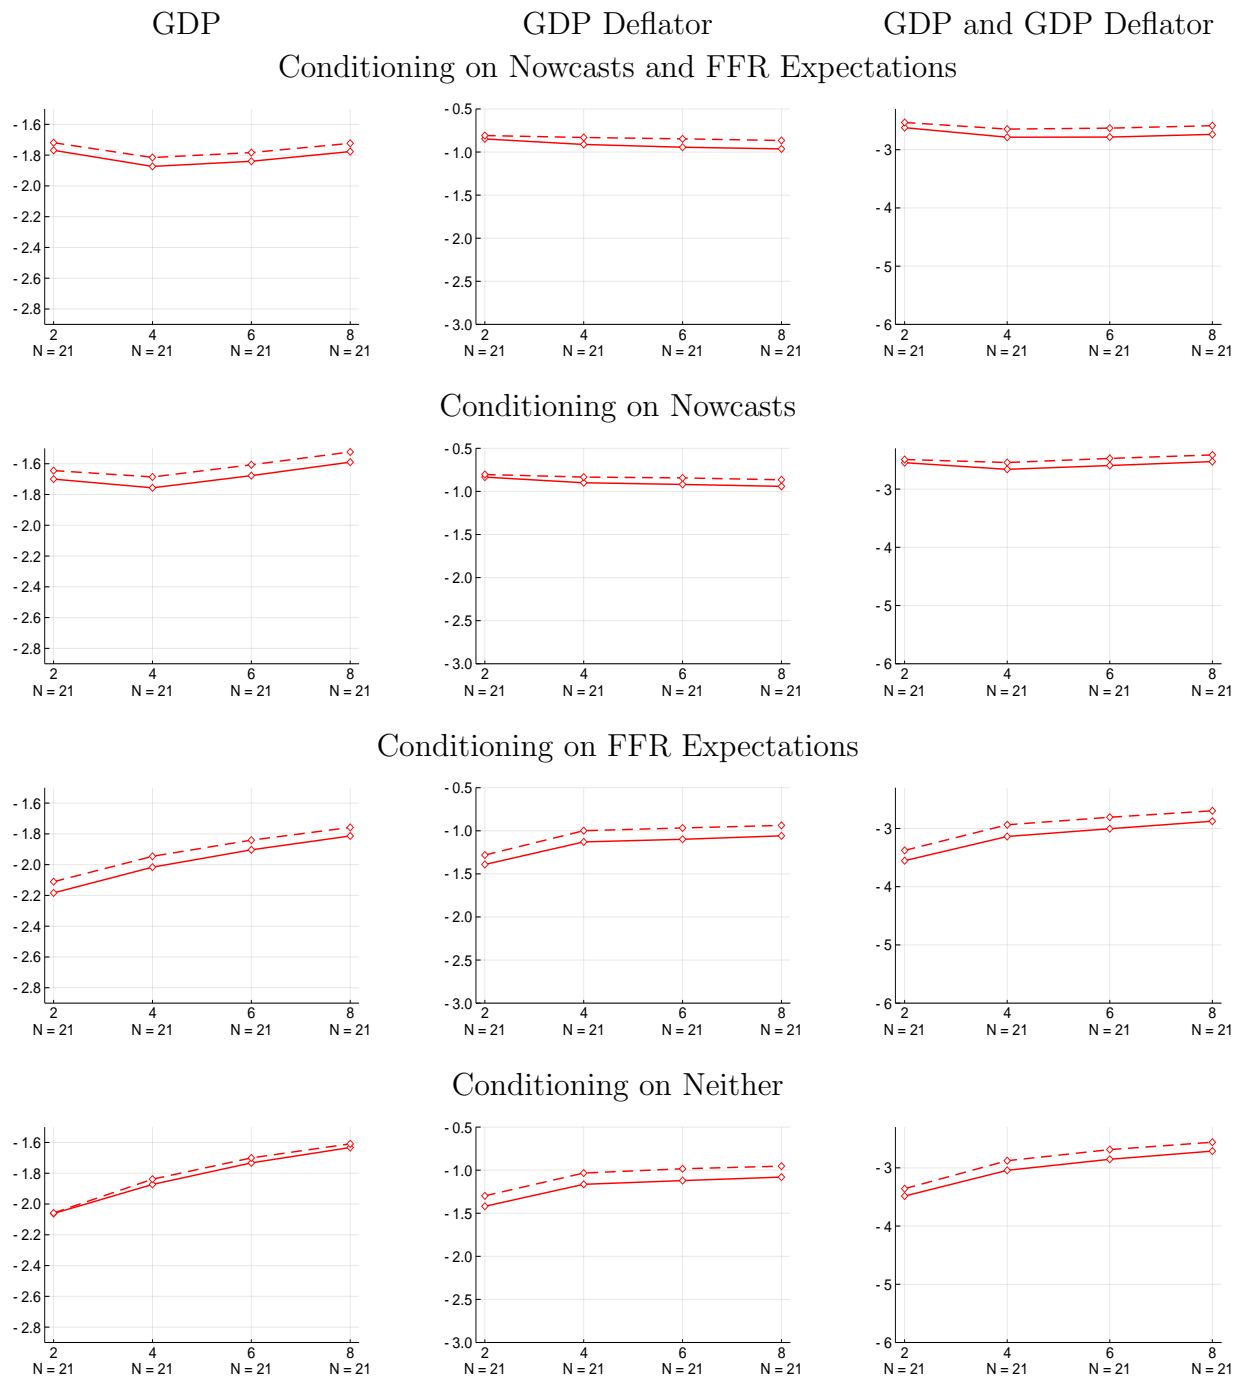 GDP GDP Deflator GDP and GDP Deflator
Conditioning on Nowcasts and FFR Expectations
- 1.6
- 1.8
- 2.0
- 2.2
- 2.4
- 2.6
- 2.8
2 4 6 8
N = 21 N = 21 N = 21 N = 21
- 0.5
- 1.0
- 1.5
- 2.0
- 2.5
- 3.0
2 4 6 8
N = 21 N = 21 N = 21 N = 21
- 3
- 4
- 5
- 6
2 4 6 8
N = 21 N = 21 N = 21 N = 21
Conditioning on Nowcasts
- 1.6
- 1.8
- 2.0
- 2.2
- 2.4
- 2.6
- 2.8
2 4 6 8
N = 21 N = 21 N = 21 N = 21
- 0.5
- 1.0
- 1.5
- 2.0
- 2.5
- 3.0
2 4 6 8
N = 21 N = 21 N = 21 N = 21
- 3
- 4
- 5
- 6
2 4 6 8
N = 21 N = 21 N = 21 N = 21
Conditioning on FFR Expectations
- 1.6
- 1.8
- 2.0
- 2.2
- 2.4
- 2.6
- 2.8
2 4 6 8
N = 21 N = 21 N = 21 N = 21
- 0.5
- 1.0
- 1.5
- 2.0
- 2.5
- 3.0
2 4 6 8
N = 21 N = 21 N = 21 N = 21
- 3
- 4
- 5
- 6
2 4 6 8
N = 21 N = 21 N = 21 N = 21
Conditioning on Neither
- 1.6
- 1.8
- 2.0
- 2.2
- 2.4
- 2.6
- 2.8
2 4 6 8
N = 21 N = 21 N = 21 N = 21
- 0.5
- 1.0
- 1.5
- 2.0
- 2.5
- 3.0
2 4 6 8
N = 21 N = 21 N = 21 N = 21
- 3
- 4
- 5
- 6
2 4 6 8
N = 21 N = 21 N = 21 N = 21